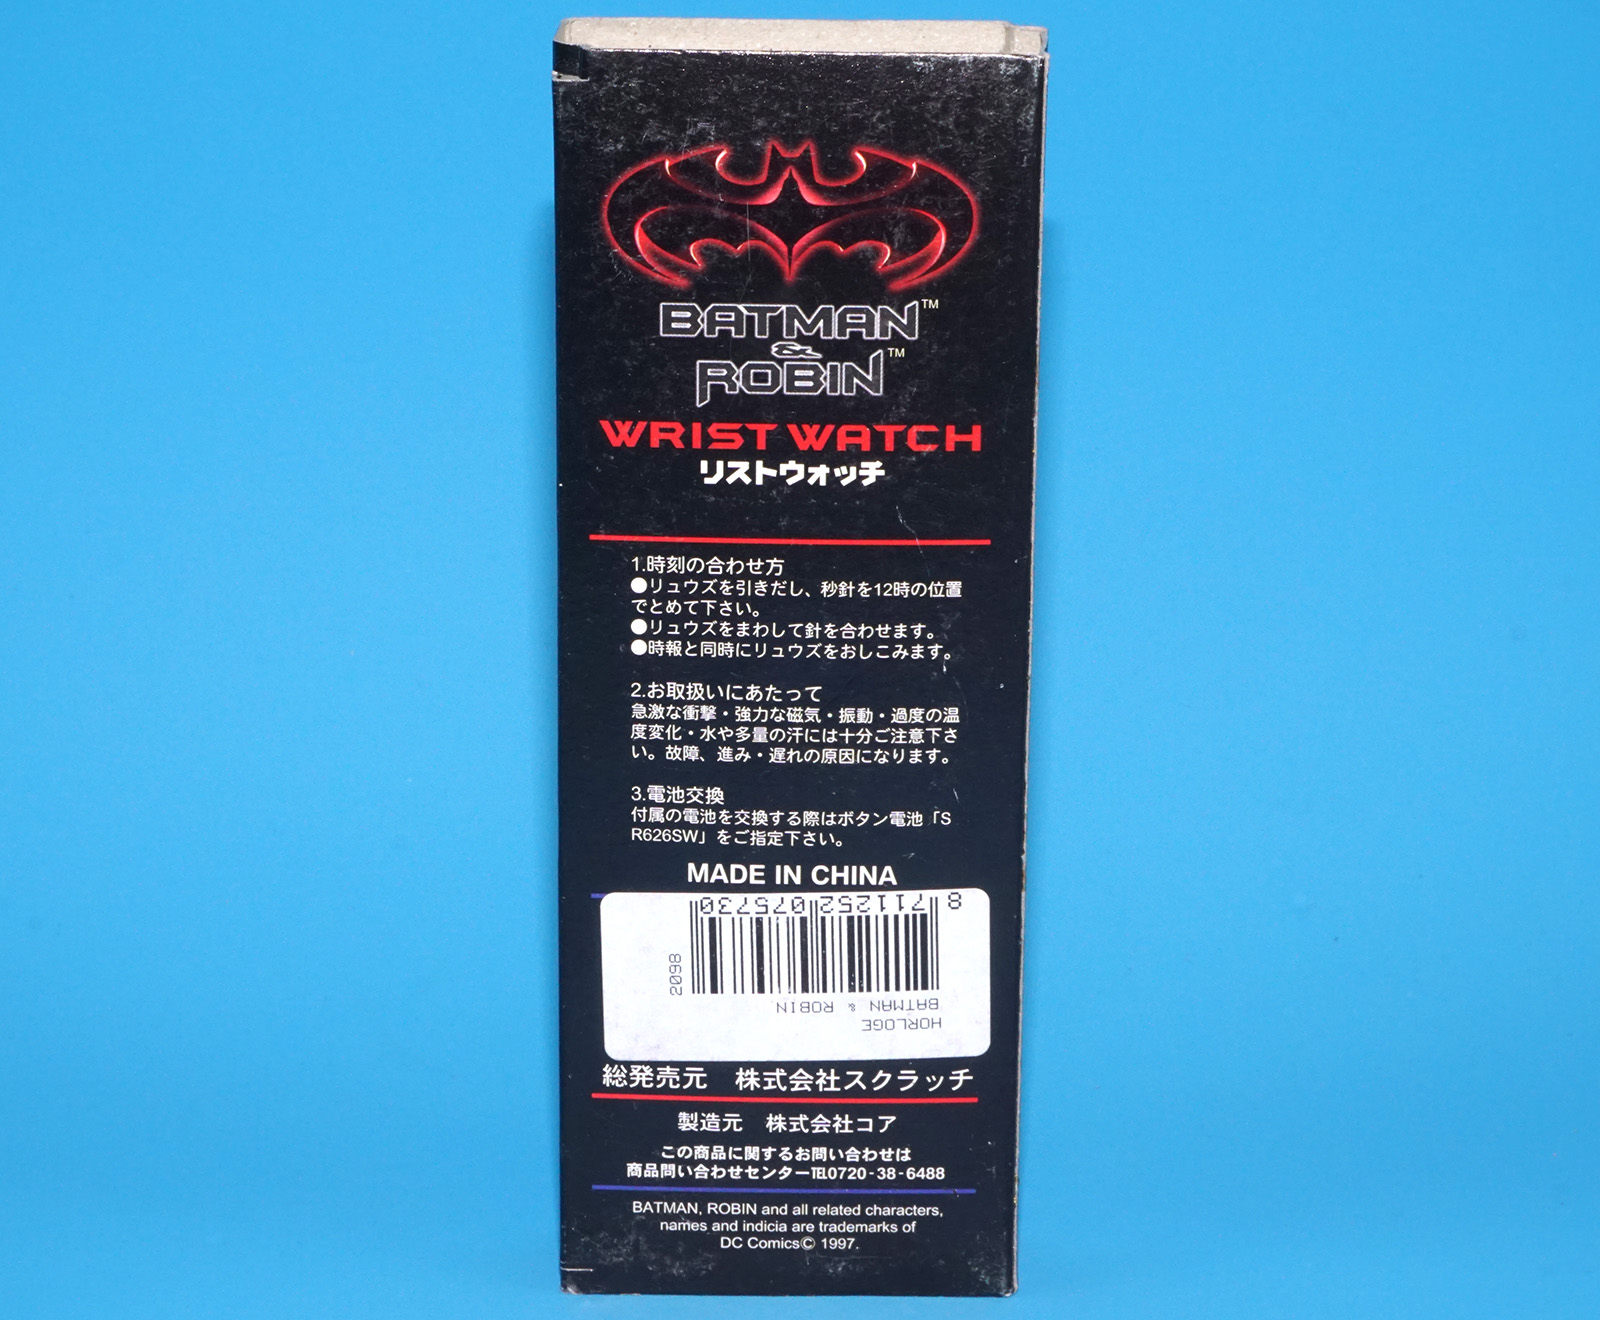 BATMAN™
&
ROBIN™
WRIST WATCH
リストウォッチ
1.時刻の合わせ方
●リュウズを引きだし、秒針を12時の位置
でとめて下さい。
●リュウズをまわして針を合わせます。
●時報と同時にリュウズをおしこみます。
2.お取扱いにあたって
急激な衝撃・強力な磁気・振動・過度の温
度変化・水や多量の汗には十分ご注意下さ
い。故障、進み・遅れの原因になります。
3.電池交換
付属の電池を交換する際はボタン電池「S
R626SW」をご指定下さい。
MADE IN CHINA
HORLOGE
BATMAN & ROBIN
2098
8 711252 075730
総発売元 株式会社スクラッチ
製造元 株式会社コア
この商品に関するお問い合わせは
商品問い合わせセンターTEL0720-38-6488
BATMAN, ROBIN and all related characters,
names and indicia are trademarks of
DC Comics© 1997.